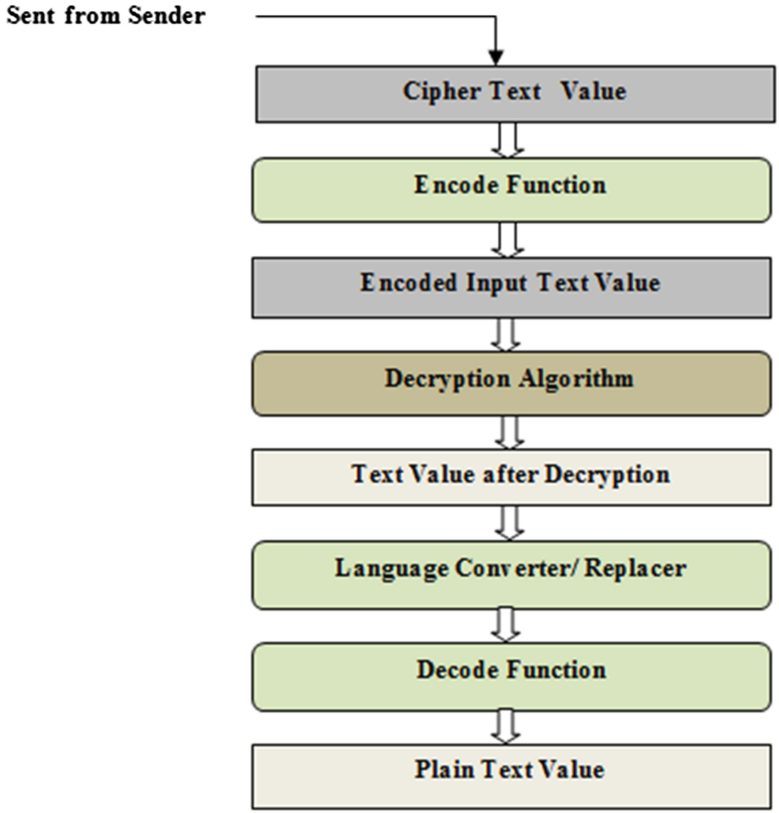 Sent from Sender
Cipher Text Value
Encode Function
Encoded Input Text Value
Decryption Algorithm
Text Value after Decryption
Language Converter/ Replacer
Decode Function
Plain Text Value